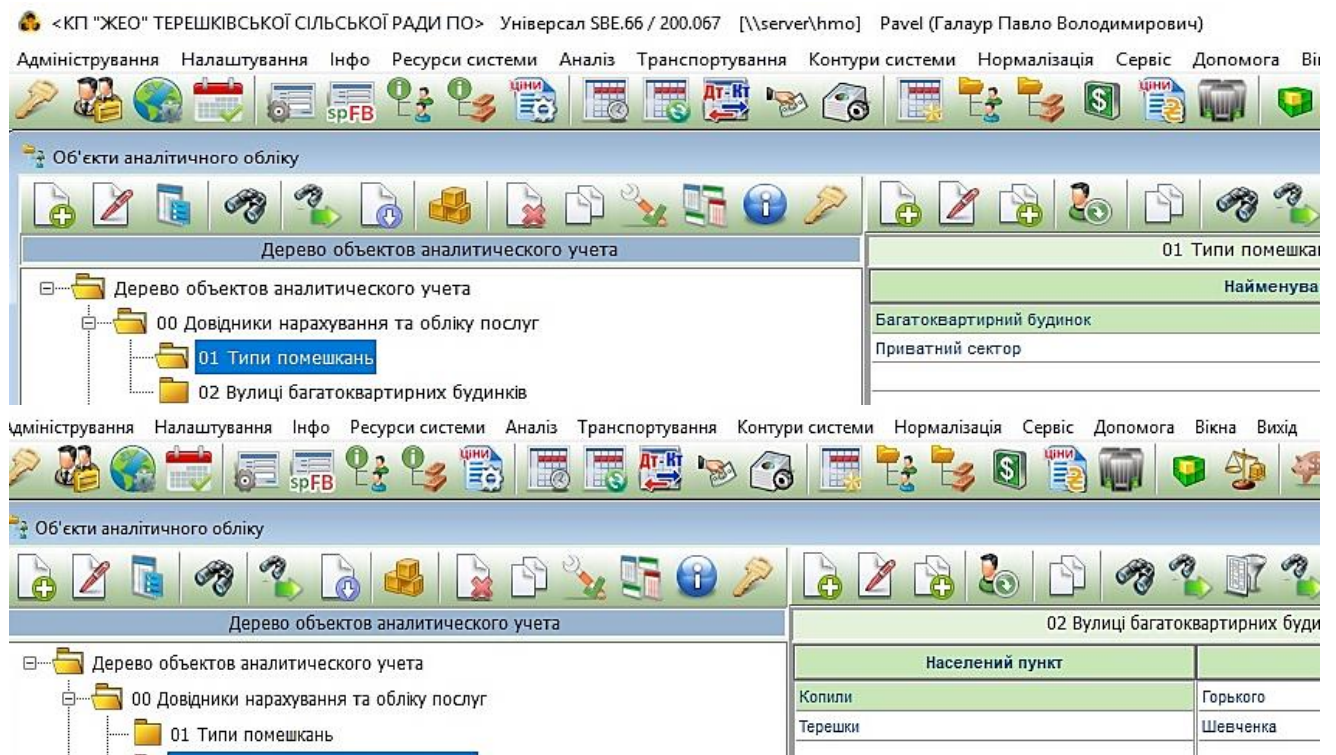 <КП "ЖЕО" ТЕРЕШКІВСЬКОЇ СІЛЬСЬКОЇ РАДИ ПО> Універсал SBE.66 / 200.067 [\\server\hmo] Pavel (Галаур Павло Володимирович)
Адміністрування Налаштування Інфо Ресурси системи Аналіз Транспортування Контури системи Нормалізація Сервіс Допомога Ві
spFB ЦІНИ Дт-Кт ЦІНИ
Об'єкти аналітичного обліку
Дерево объектов аналитического учета 01 Типи помешка
Дерево объектов аналитического учета Найменува
00 Довідники нарахування та обліку послуг Багатоквартирний будинок
01 Типи помешкань Приватний сектор
02 Вулиці багатоквартирних будинків
Адміністрування Налаштування Інфо Ресурси системи Аналіз Транспортування Контури системи Нормалізація Сервіс Допомога Вікна Вихід
spFB ЦІНИ Дт-Кт ЦІНИ
Об'єкти аналітичного обліку
Дерево объектов аналитического учета 02 Вулиці багатоквартирних буди
Дерево объектов аналитического учета Населений пункт
00 Довідники нарахування та обліку послуг Копили Горького
01 Типи помешкань Терешки Шевченка